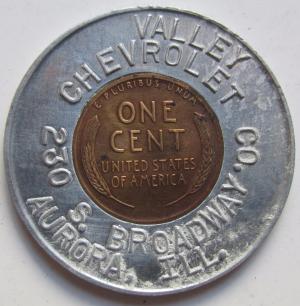 VALLEY
CHEVROLET CO.
230 S. BROADWAY,
AURORA, ILL.
E PLURIBUS UNUM
ONE
CENT
UNITED STATES
OF AMERICA